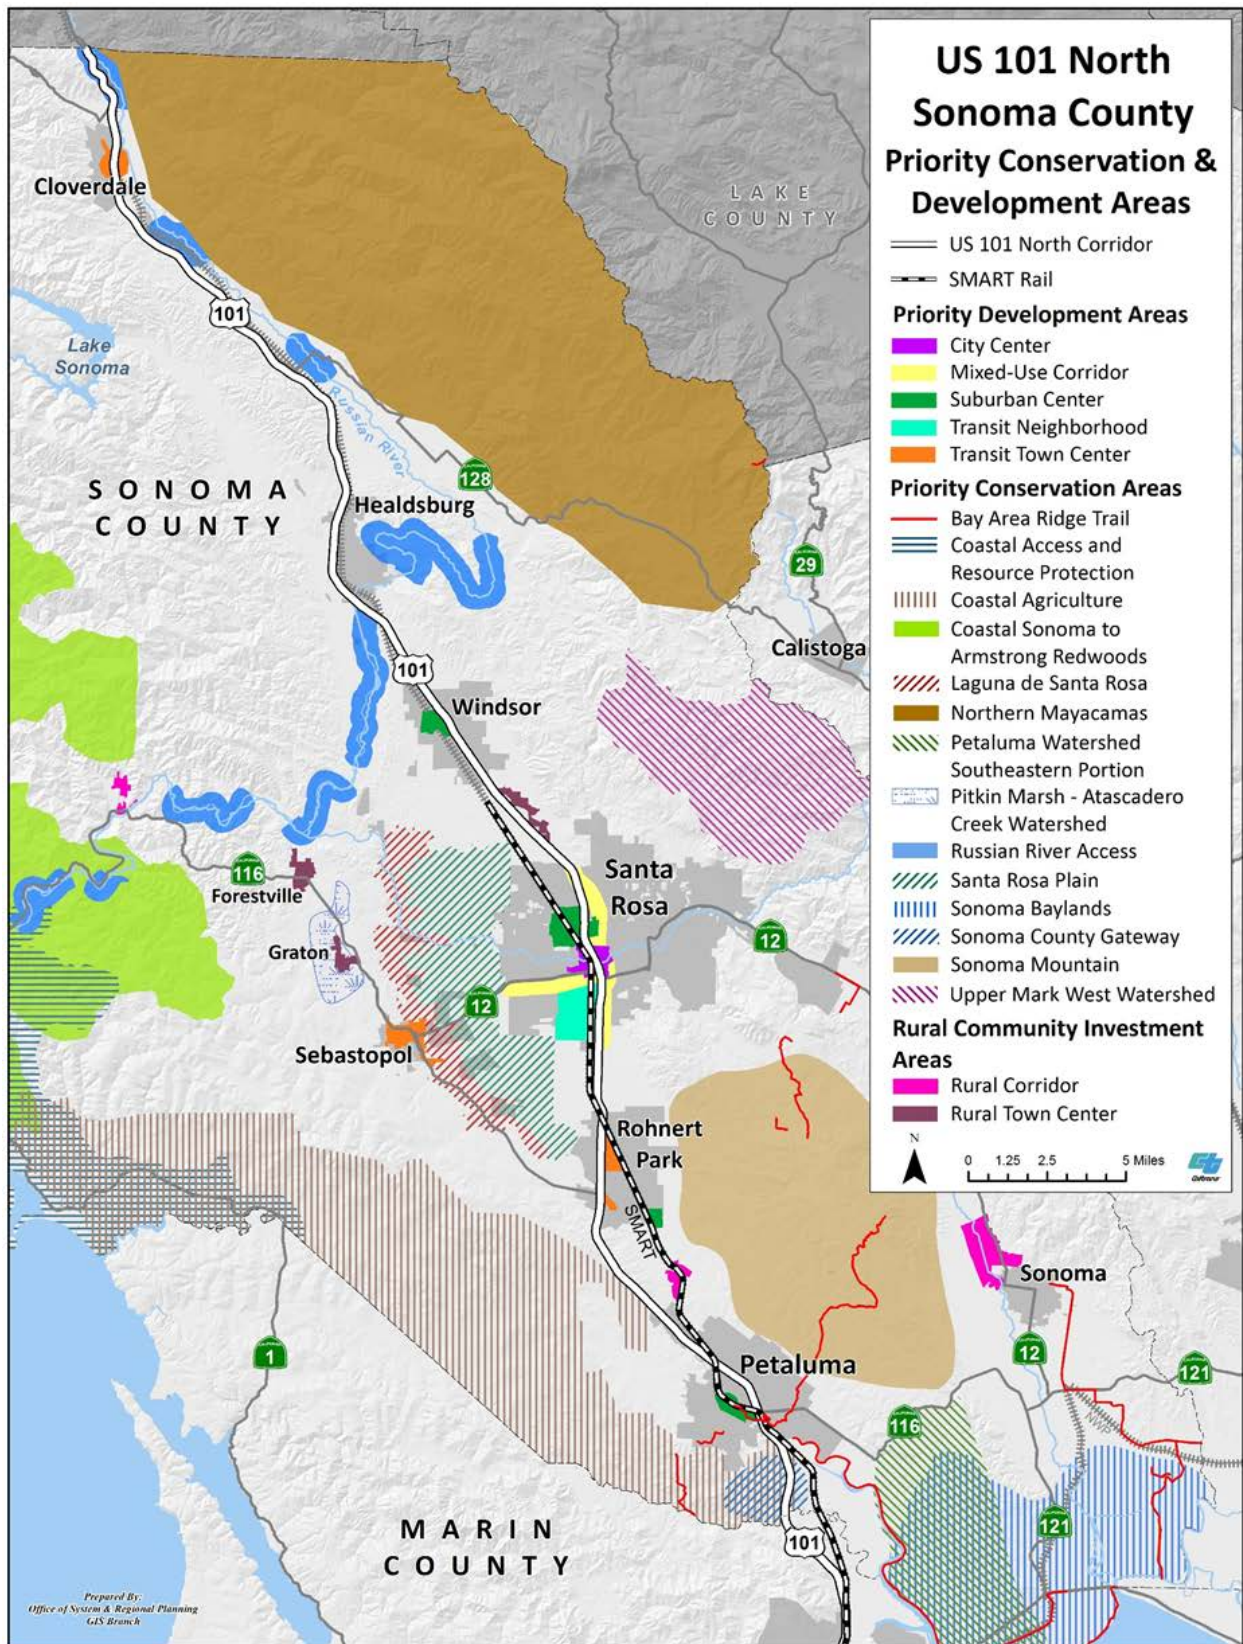 US 101 North
Sonoma County
Priority Conservation &
Development Areas
US 101 North Corridor
SMART Rail
Priority Development Areas
City Center
Mixed-Use Corridor
Suburban Center
Transit Neighborhood
Transit Town Center
Priority Conservation Areas
Bay Area Ridge Trail
Coastal Access and
Resource Protection
Coastal Agriculture
Coastal Sonoma to
Armstrong Redwoods
Laguna de Santa Rosa
Northern Mayacamas
Petaluma Watershed
Southeastern Portion
Pitkin Marsh - Atascadero
Creek Watershed
Russian River Access
Santa Rosa Plain
Sonoma Baylands
Sonoma County Gateway
Sonoma Mountain
Upper Mark West Watershed
Rural Community Investment
Areas
Rural Corridor
Rural Town Center
N
0 1.25 2.5 5 Miles
Caltrans
LAKE
COUNTY
Cloverdale
101
Lake
Sonoma
Russian River
SONOMA
COUNTY
128
Healdsburg
29
Calistoga
101
Windsor
Santa
Rosa
116
Forestville
Graton
12
12
Sebastopol
Rohnert
Park
SMART
Sonoma
1
Petaluma
12
121
116
NWP
121
101
MARIN
COUNTY
Prepared By:
Office of System & Regional Planning
GIS Branch